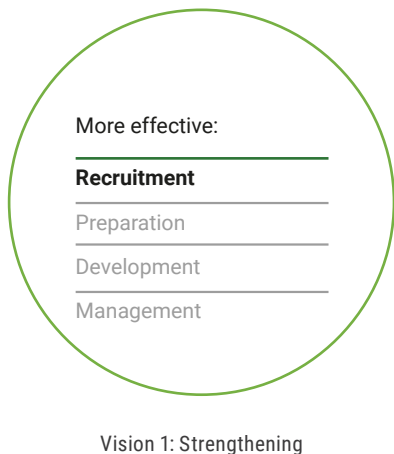 More effective:
Recruitment
Preparation
Development
Management
Vision 1: Strengthening